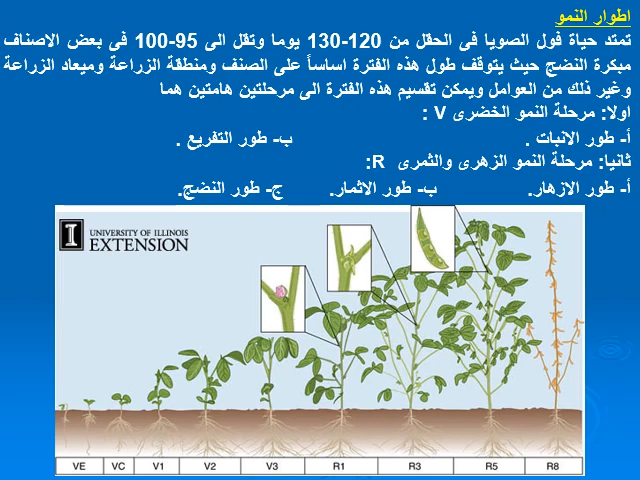 اطوار النمو
تمتد حياة فول الصويا فى الحقل من 120-130 يوما وتقل الى 95-100 فى بعض الاصناف
مبكرة النضج حيث يتوقف طول هذه الفترة اساساً على الصنف ومنطقة الزراعة وميعاد الزراعة
وغير ذلك من العوامل ويمكن تقسيم هذه الفترة الى مرحلتين هامتين هما
اولا: مرحلة النمو الخضرى V :
أ- طور الانبات . ب- طور التفريع .
ثانيا: مرحلة النمو الزهرى والثمرى R:
أ- طور الازهار. ب- طور الاثمار. ج- طور النضج.
I UNIVERSITY OF ILLINOIS
EXTENSION
VE VC V1 V2 V3 R1 R3 R5 R8